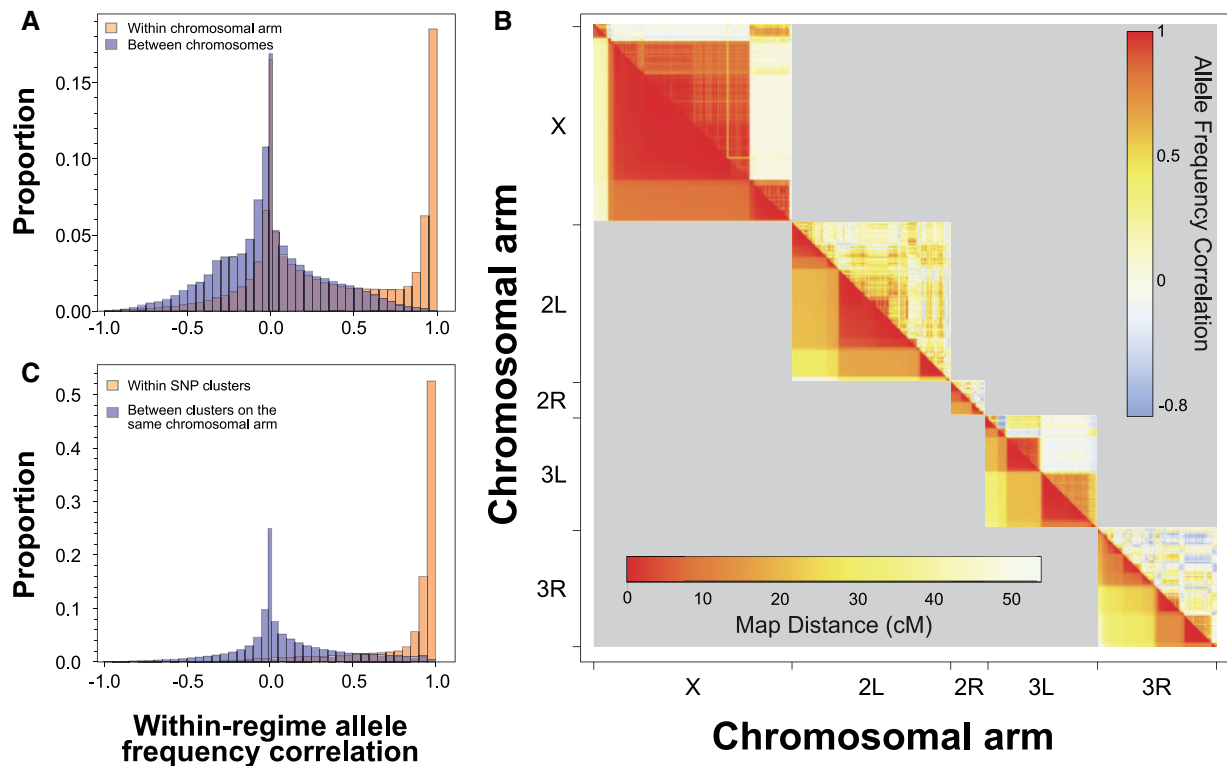 A
Within chromosomal arm
Between chromosomes
Proportion
0.15
0.10
0.05
0.00
-1.0
-0.5
0.0
0.5
1.0
C
Within SNP clusters
Between clusters on the
same chromosomal arm
Proportion
0.5
0.4
0.3
0.2
0.1
0.0
-1.0
-0.5
0.0
0.5
1.0
Within-regime allele
frequency correlation
B
Chromosomal arm
X
2L
2R
3L
3R
1
0.5
0
-0.8
Allele Frequency Correlation
0
10
20
30
40
50
Map Distance (cM)
X
2L
2R
3L
3R
Chromosomal arm